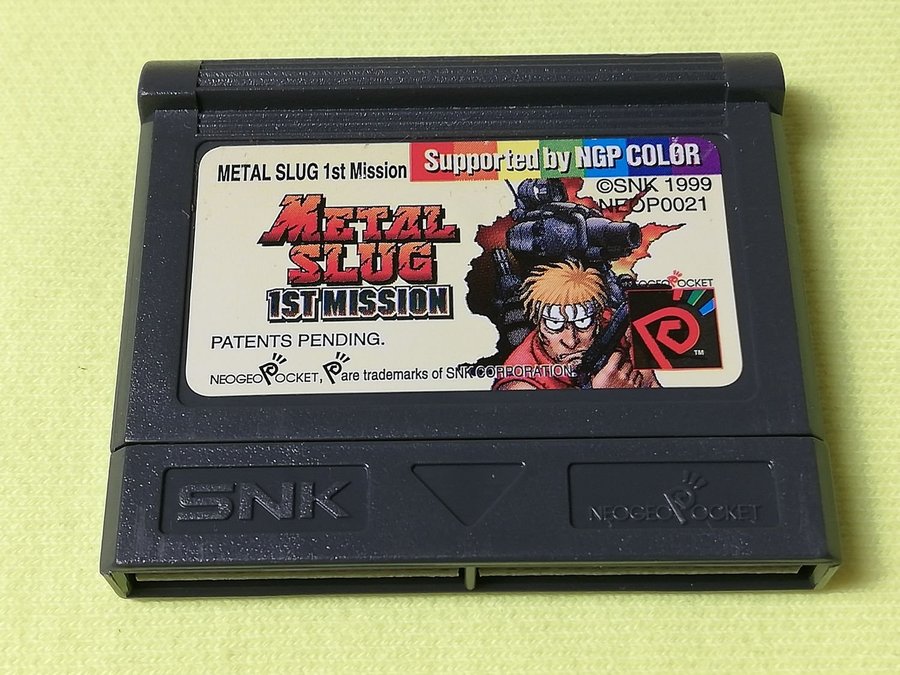 METAL SLUG 1st Mission
Supported by NGP COLOR
©SNK 1999
NEOP0021
METAL
SLUG
1ST MISSION
NEOGEO POCKET
TM
PATENTS PENDING.
NEOGEO POCKET, P are trademarks of SNK CORPORATION.
SNK
NEOGEO POCKET